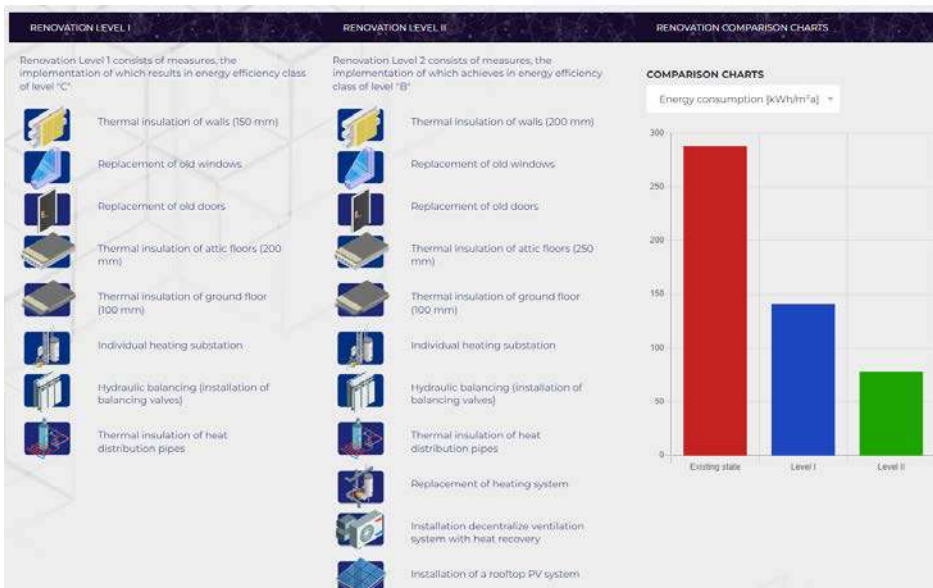 RENOVATION LEVEL I
RENOVATION LEVEL II
RENOVATION COMPARISON CHARTS
Renovation Level 1 consists of measures, the
implementation of which results in energy efficiency class
of level "C"
Thermal insulation of walls (150 mm)
Replacement of old windows
Replacement of old doors
Thermal insulation of attic floors (200
mm)
Thermal insulation of ground floor
(100 mm)
Individual heating substation
Hydraulic balancing (installation of
balancing valves)
Thermal insulation of heat
distribution pipes
Renovation Level 2 consists of measures, the
implementation of which achieves in energy efficiency
class of level "B"
Thermal insulation of walls (200 mm)
Replacement of old windows
Replacement of old doors
Thermal insulation of attic floors (250
mm)
Thermal insulation of ground floor
(100 mm)
Individual heating substation
Hydraulic balancing (installation of
balancing valves)
Thermal insulation of heat
distribution pipes
Replacement of heating system
Installation decentralize ventilation
system with heat recovery
Installation of a rooftop PV system
COMPARISON CHARTS
Energy consumption [kWh/m²a]
300
250
200
150
100
50
0
Existing state
Level I
Level II